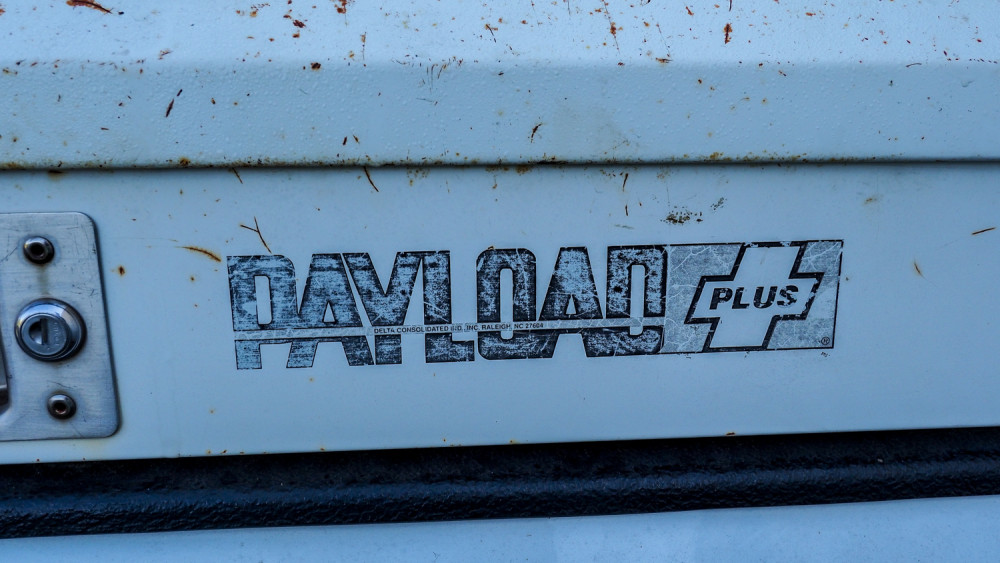 PAYLOAD PLUS
DELTA CONSOLIDATED IND., INC. RALEIGH, NC 27604
®